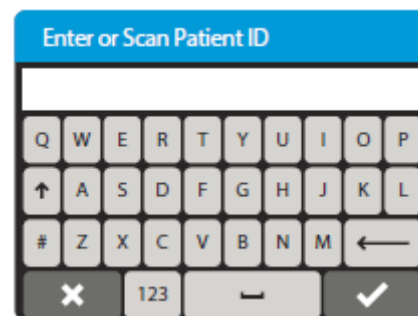 Enter or Scan Patient ID
Q W E R T Y U I O P
↑ A S D F G H J K L
# Z X C V B N M ←
123